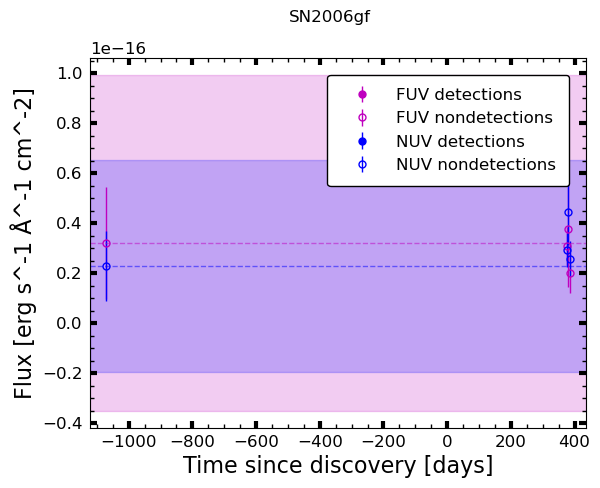 SN2006gf
1e−16
1.0
0.8
0.6
0.4
0.2
0.0
−0.2
−0.4
Flux [erg s^-1 Å^-1 cm^-2]
FUV detections
FUV nondetections
NUV detections
NUV nondetections
−1000 −800 −600 −400 −200 0 200 400
Time since discovery [days]